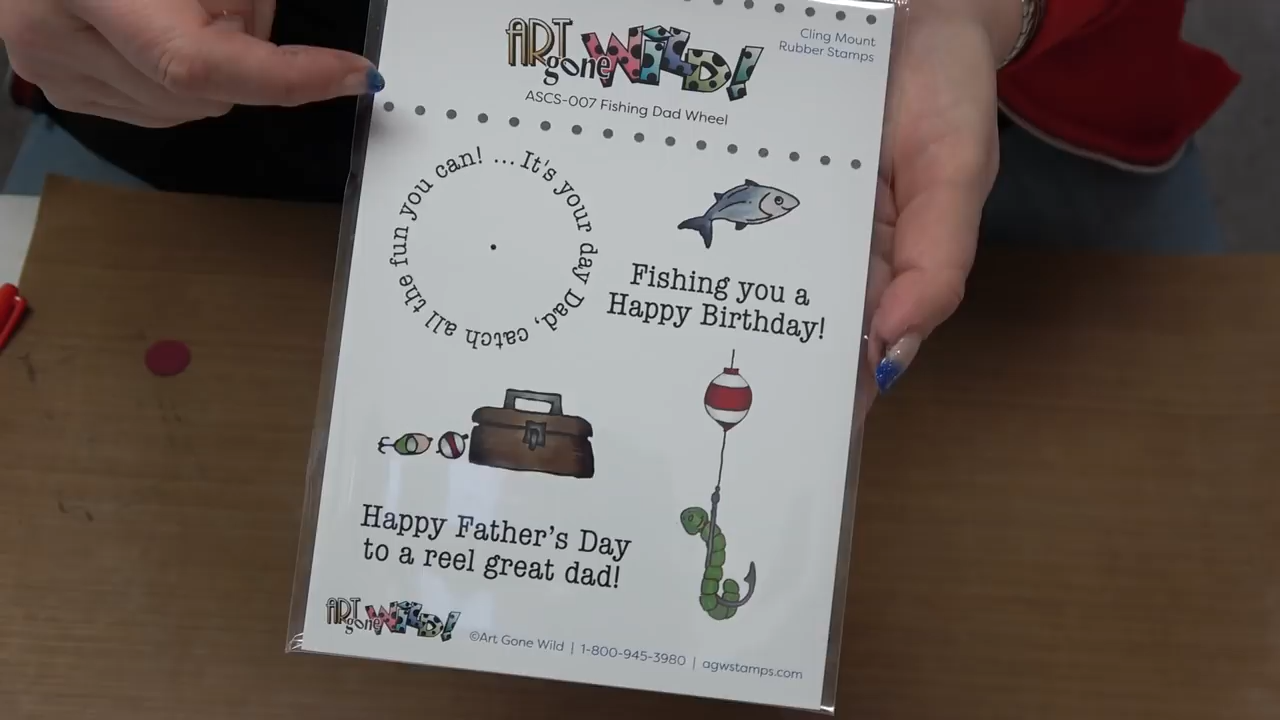 ART
gone WiLD!
Cling Mount
Rubber Stamps
ASCS-007 Fishing Dad Wheel
...It's your day Dad, catch all the fun you can!
Fishing you a
Happy Birthday!
Happy Father's Day
to a reel great dad!
ART
gone WiLD!
©Art Gone Wild | 1-800-945-3980 | agwstamps.com